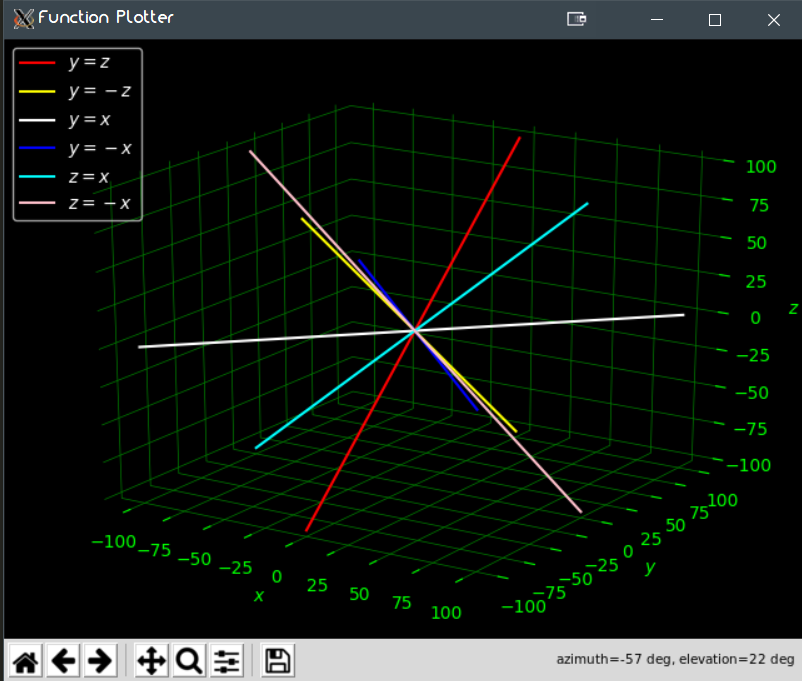 Function Plotter
y = z
y = −z
y = x
y = −x
z = x
z = −x
100
75
50
25
0
−25
−50
−75
−100
z
−100
−75
−50
−25
0
25
50
75
100
x
−100
−75
−50
−25
0
25
50
75
100
y
azimuth=-57 deg, elevation=22 deg